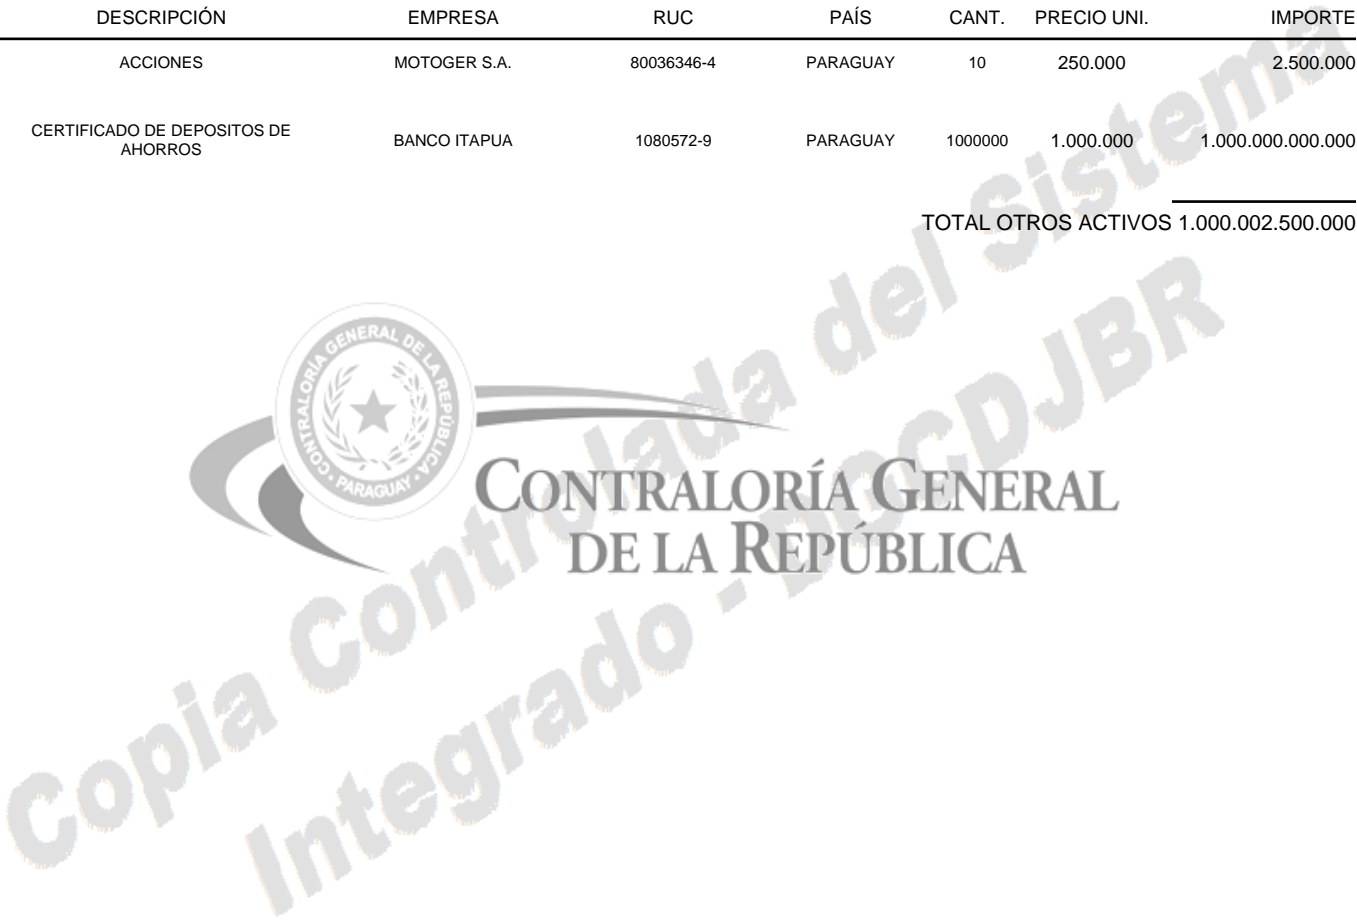 DESCRIPCIÓN EMPRESA RUC PAÍS CANT. PRECIO UNI. IMPORTE
ACCIONES MOTOGER S.A. 80036346-4 PARAGUAY 10 250.000 2.500.000
CERTIFICADO DE DEPOSITOS DE
AHORROS BANCO ITAPUA 1080572-9 PARAGUAY 1000000 1.000.000 1.000.000.000.000
TOTAL OTROS ACTIVOS 1.000.002.500.000
CONTRALORÍA GENERAL DE LA REPÚBLICA
PARAGUAY
CONTRALORÍA GENERAL
DE LA REPÚBLICA
Copia Controlada del Sistema
Integrado - DGCDJBR